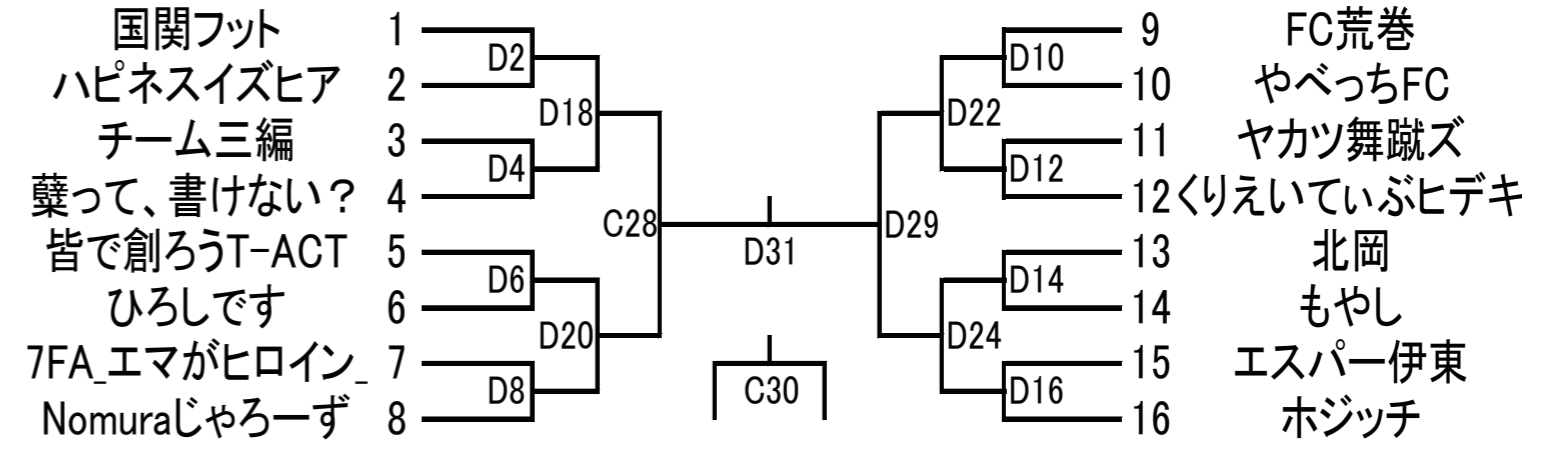 国関フット 1
D2
ハピネスイズヒア 2
D18
チーム三編 3
D4
蘖って、書けない？ 4
C28
皆で創ろうT-ACT 5
D6
ひろしです 6
D20
7FA_エマがヒロイン_ 7
D8
Nomuraじゃろーず 8
D31
C30
9 FC荒巻
D10
10 やべっちFC
D22
11 ヤカツ舞蹴ズ
D12
12くりえいてぃぶヒデキ
D29
13 北岡
D14
14 もやし
D24
15 エスパー伊東
D16
16 ホジッチ